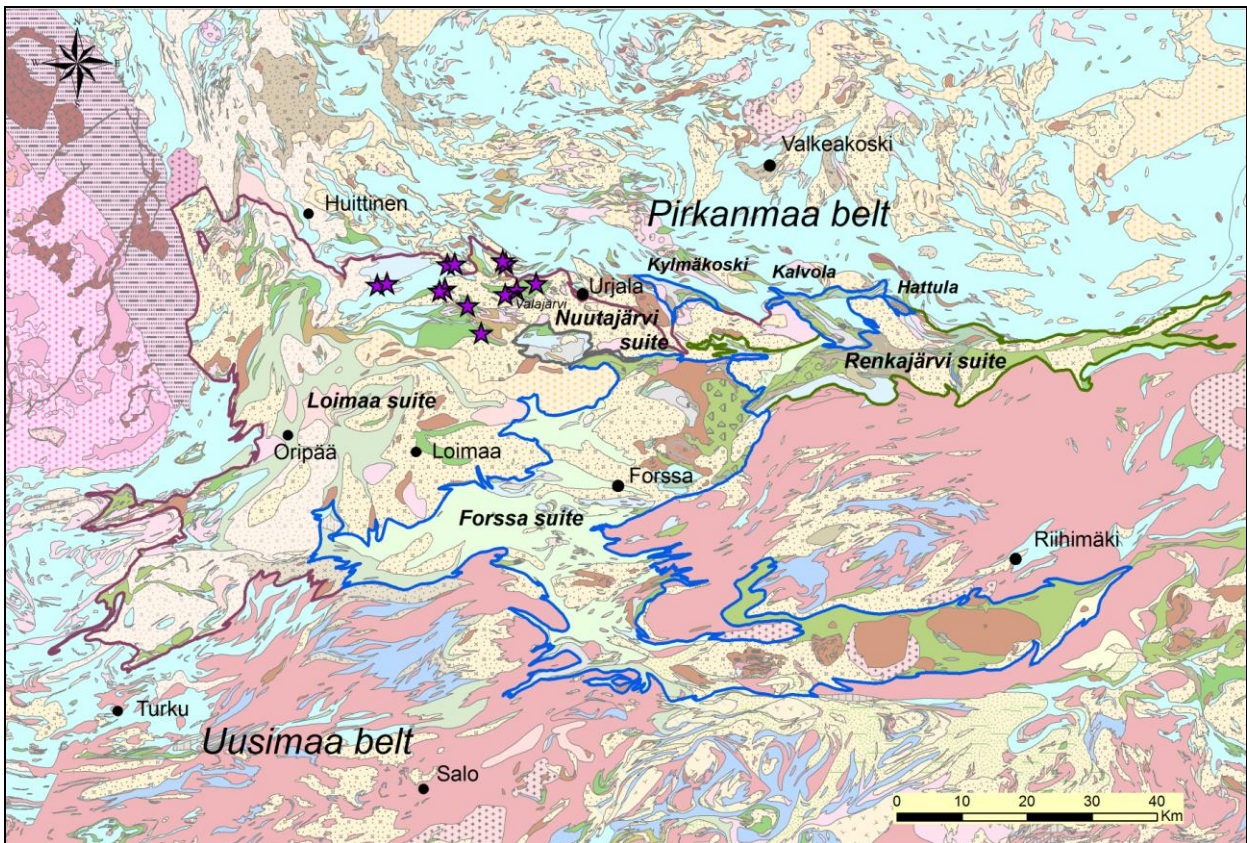 Valkeakoski
Huittinen
Pirkanmaa belt
Kylmäkoski
Kalvola
Hattula
Urjala
Valajärvi
Nuutajärvi
suite
Renkajärvi suite
Loimaa suite
Oripää
Loimaa
Forssa
Forssa suite
Riihimäki
Turku
Uusimaa belt
Salo
0 10 20 30 40
Km